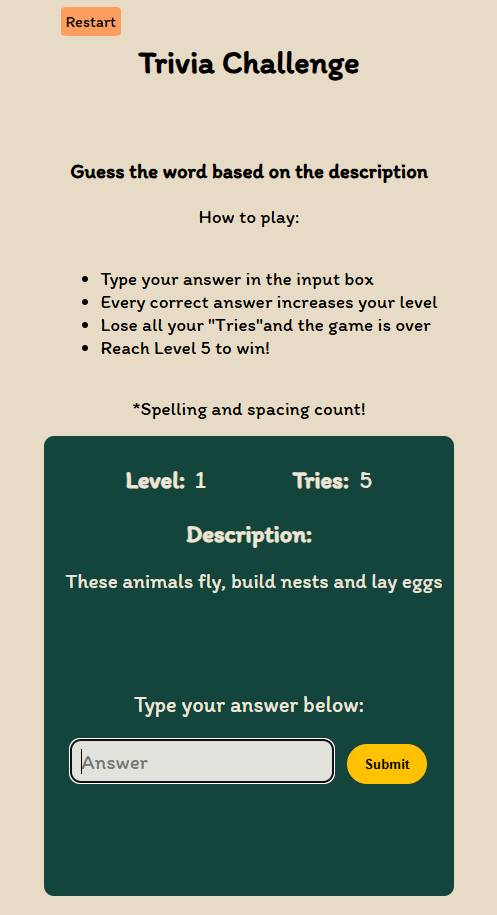 Restart
Trivia Challenge
Guess the word based on the description
How to play:
• Type your answer in the input box
• Every correct answer increases your level
• Lose all your "Tries"and the game is over
• Reach Level 5 to win!
*Spelling and spacing count!
Level: 1 Tries: 5
Description:
These animals fly, build nests and lay eggs
Type your answer below:
Answer Submit